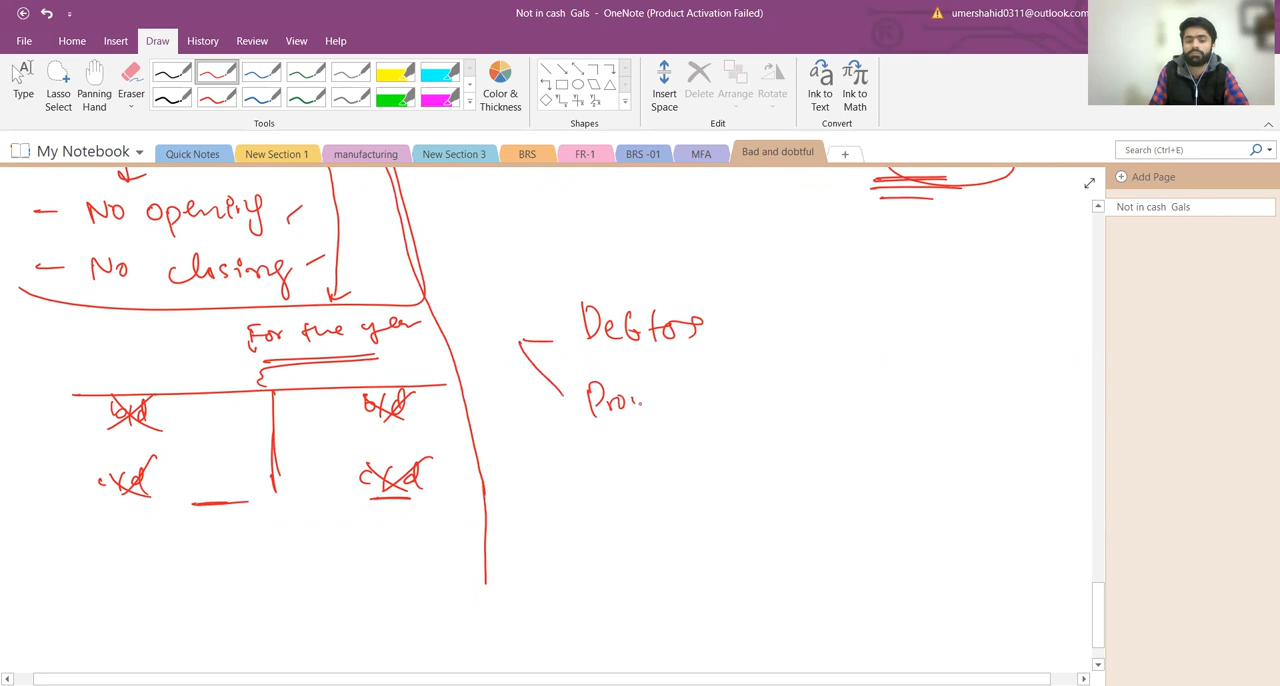 Not in cash Gals - OneNote (Product Activation Failed)
umershahid0311@outlook.com
File Home Insert Draw History Review View Help
Type
Lasso Select
Panning Hand
Eraser
Color & Thickness
Insert Space
Delete
Arrange
Rotate
Ink to Text
Ink to Math
Tools
Shapes
Edit
Convert
My Notebook
Quick Notes
New Section 1
manufacturing
New Section 3
BRS
FR-1
BRS -01
MFA
Bad and dobtful
Search (Ctrl+E)
Add Page
Not in cash Gals
- No opening
- No closing
For the year
b/d b/d
c/d c/d
Debtors
Prov